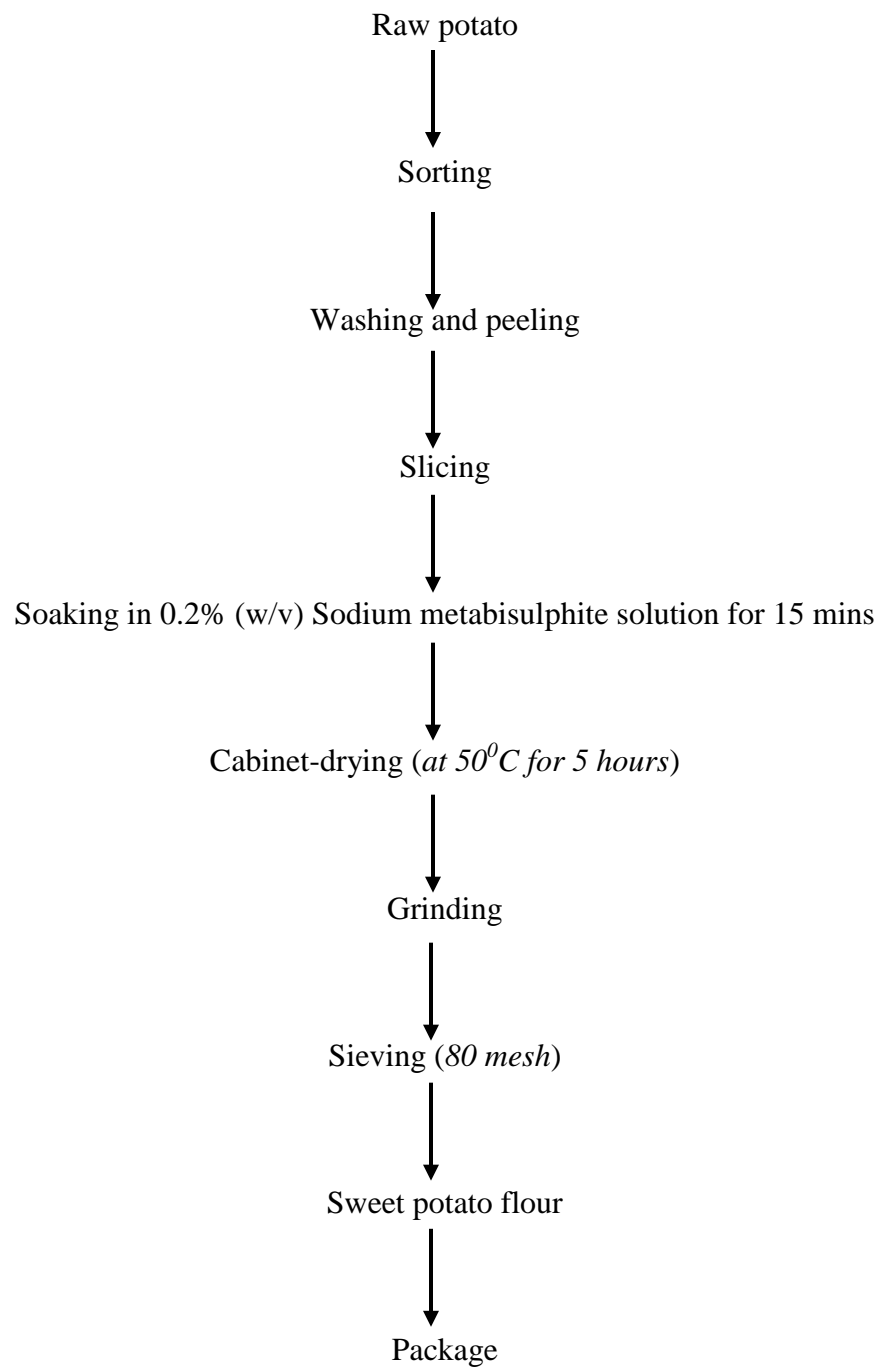 Raw potato
Sorting
Washing and peeling
Slicing
Soaking in 0.2% (w/v) Sodium metabisulphite solution for 15 mins
Cabinet-drying (at 50⁰C for 5 hours)
Grinding
Sieving (80 mesh)
Sweet potato flour
Package